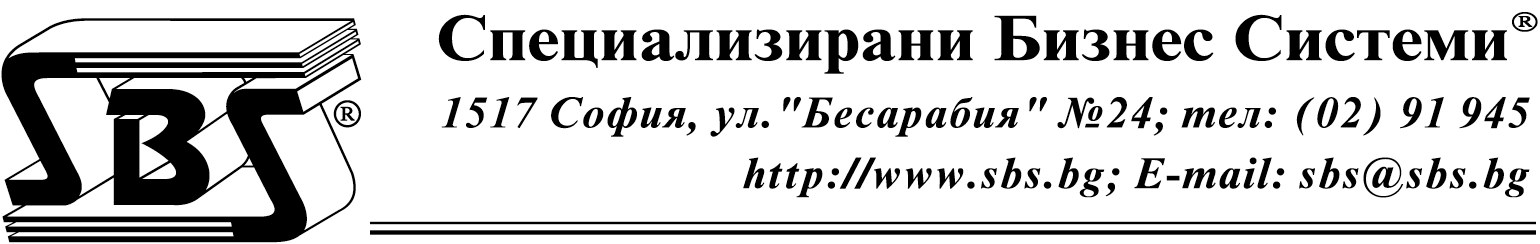 SBS®
Специализирани Бизнес Системи®
1517 София, ул."Бесарабия" №24; тел: (02) 91 945
http://www.sbs.bg; E-mail: sbs@sbs.bg